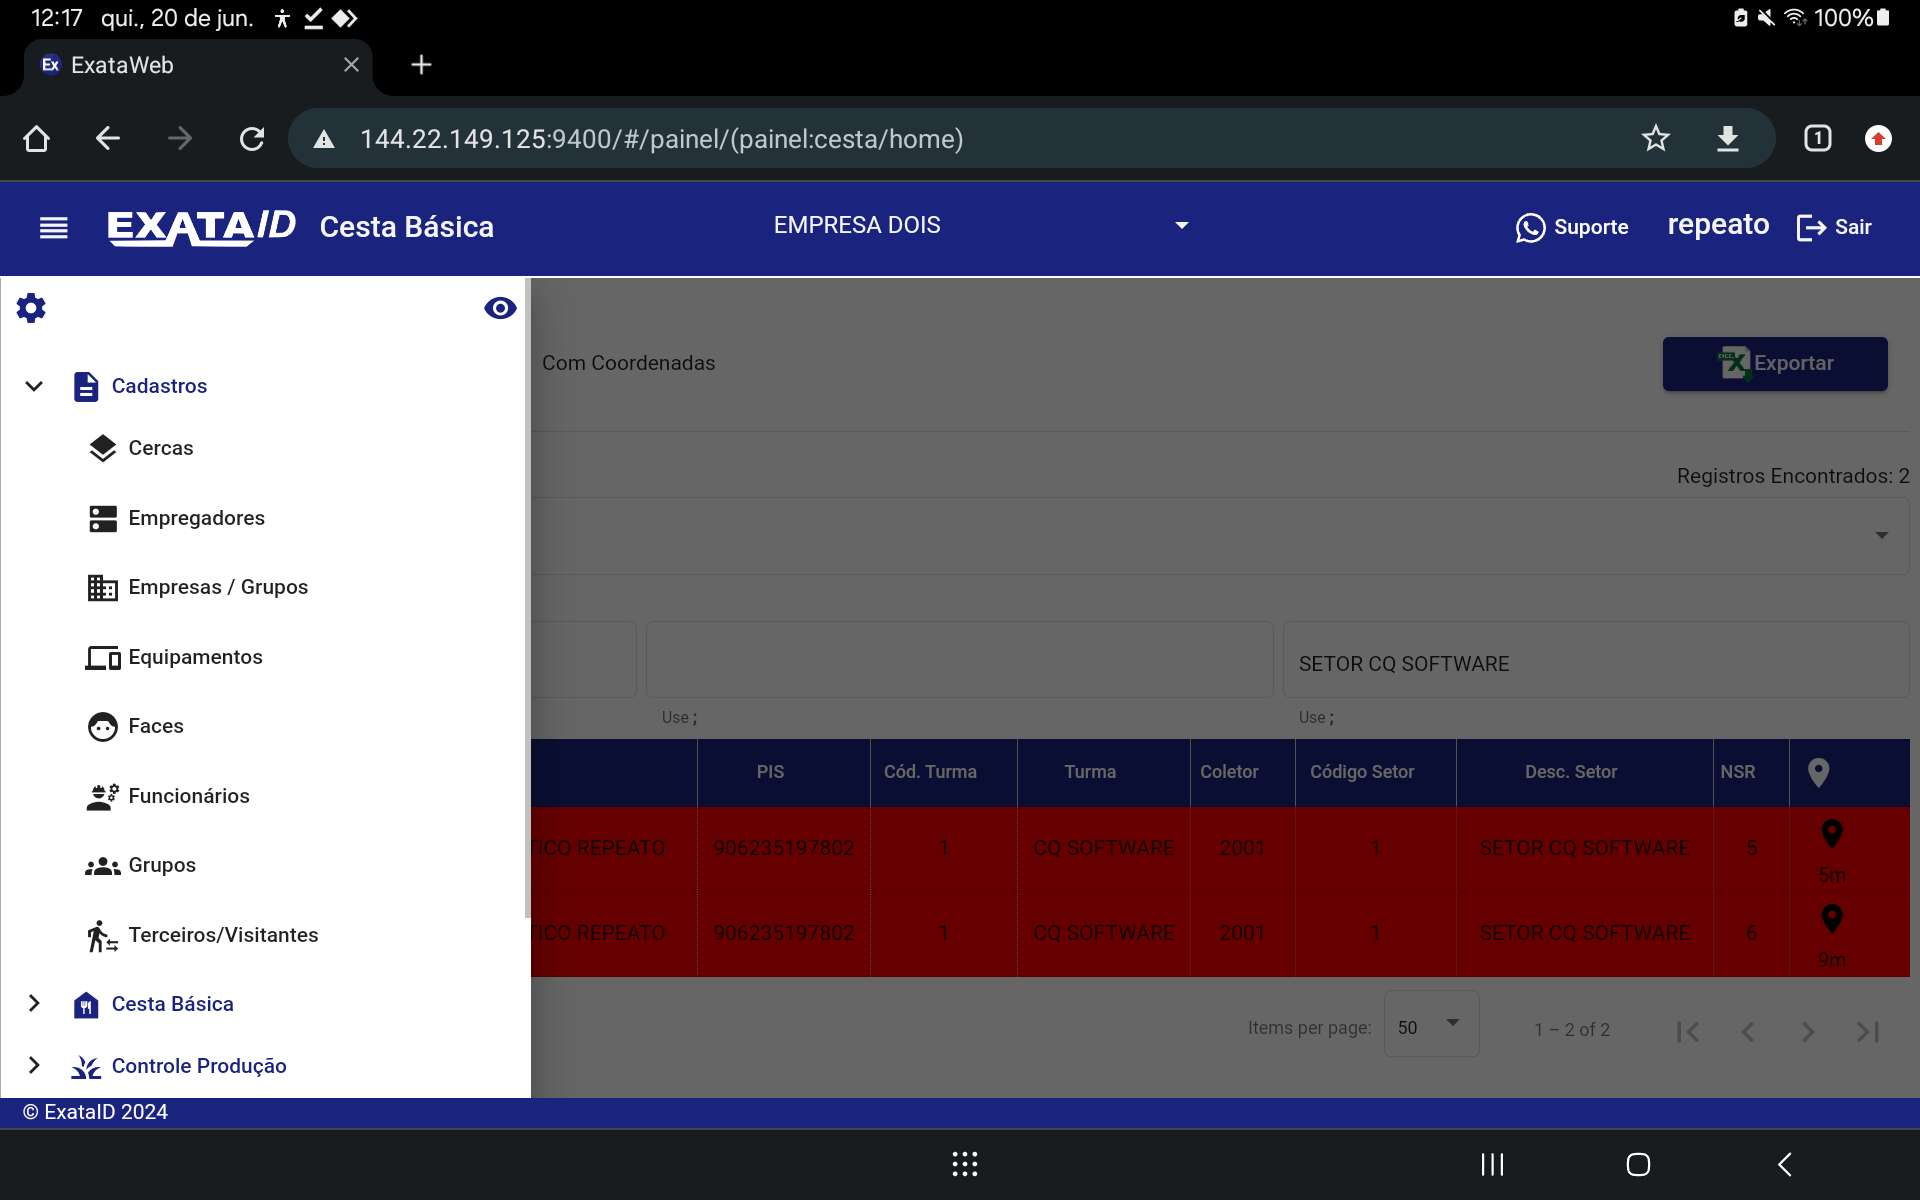 12:17 qui., 20 de jun. 100%
Ex ExataWeb
144.22.149.125:9400/#/painel/(painel:cesta/home) 1
EXATAID Cesta Básica EMPRESA DOIS Suporte repeato Sair
Cadastros
Com Coordenadas
Exportar
Cercas
Registros Encontrados: 2
Empregadores
Empresas / Grupos
Equipamentos
SETOR CQ SOFTWARE
Use ; Use ;
Faces
PIS Cód. Turma Turma Coletor Código Setor Desc. Setor NSR
Funcionários
TICO REPEATO 906235197802 1 CQ SOFTWARE 2001 1 SETOR CQ SOFTWARE 5
5m
Grupos
TICO REPEATO 906235197802 1 CQ SOFTWARE 2001 1 SETOR CQ SOFTWARE 6
9m
Terceiros/Visitantes
Cesta Básica
Items per page: 50 1 – 2 of 2
Controle Produção
© ExataID 2024